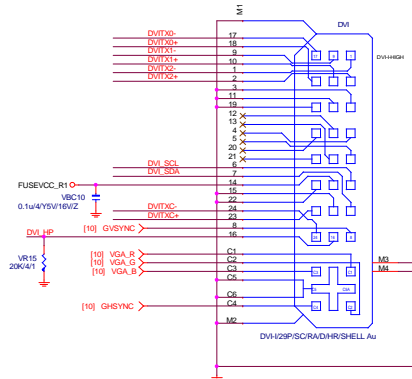 M1
DVI
DVI-I-HIGH
DVITX0- 17
DVITX0+ 18
DVITX1- 9
DVITX1+ 10
DVITX2- 1
DVITX2+ 2
3
11
19
12
13
4
5
20
21
DVI_SCL 6
DVI_SDA 7
FUSEVCC_R1 14
VBC10 15
0.1u/4/Y5V/16V/Z 22
DVITXC- 24
DVITXC+ 23
[10] GVSYNC 8
DVI_HP 16
VR15
20K/4/1
[10] VGA_R C1
[10] VGA_G C2
[10] VGA_B C3
C5
C6
[10] GHSYNC C4
M2
M3
M4
DVI-I/29P/SC/RA/D/HR/SHELL Au